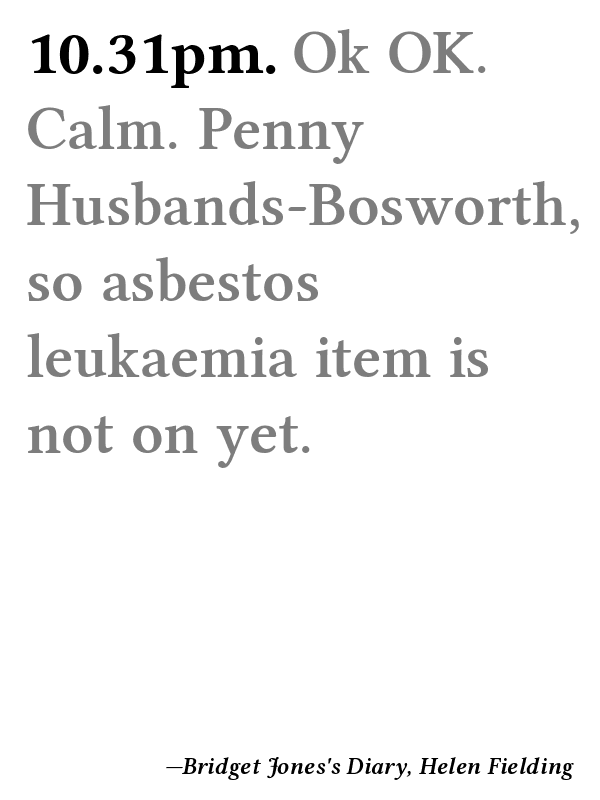 10.31pm. Ok OK.
Calm. Penny
Husbands-Bosworth,
so asbestos
leukaemia item is
not on yet.
—Bridget Jones's Diary, Helen Fielding